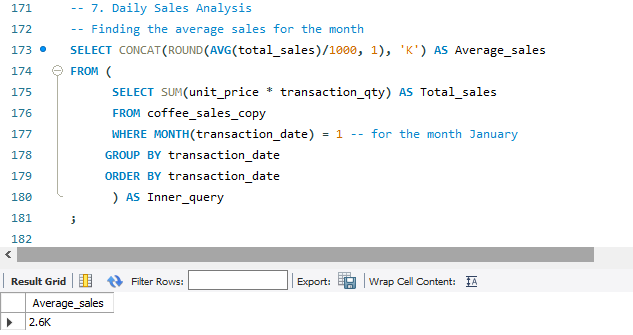 171 -- 7. Daily Sales Analysis
172 -- Finding the average sales for the month
173 SELECT CONCAT(ROUND(AVG(total_sales)/1000, 1), 'K') AS Average_sales
174 FROM (
175 SELECT SUM(unit_price * transaction_qty) AS Total_sales
176 FROM coffee_sales_copy
177 WHERE MONTH(transaction_date) = 1 -- for the month January
178 GROUP BY transaction_date
179 ORDER BY transaction_date
180 ) AS Inner_query
181 ;
182
Result Grid Filter Rows: Export: Wrap Cell Content: IA
Average_sales
2.6K